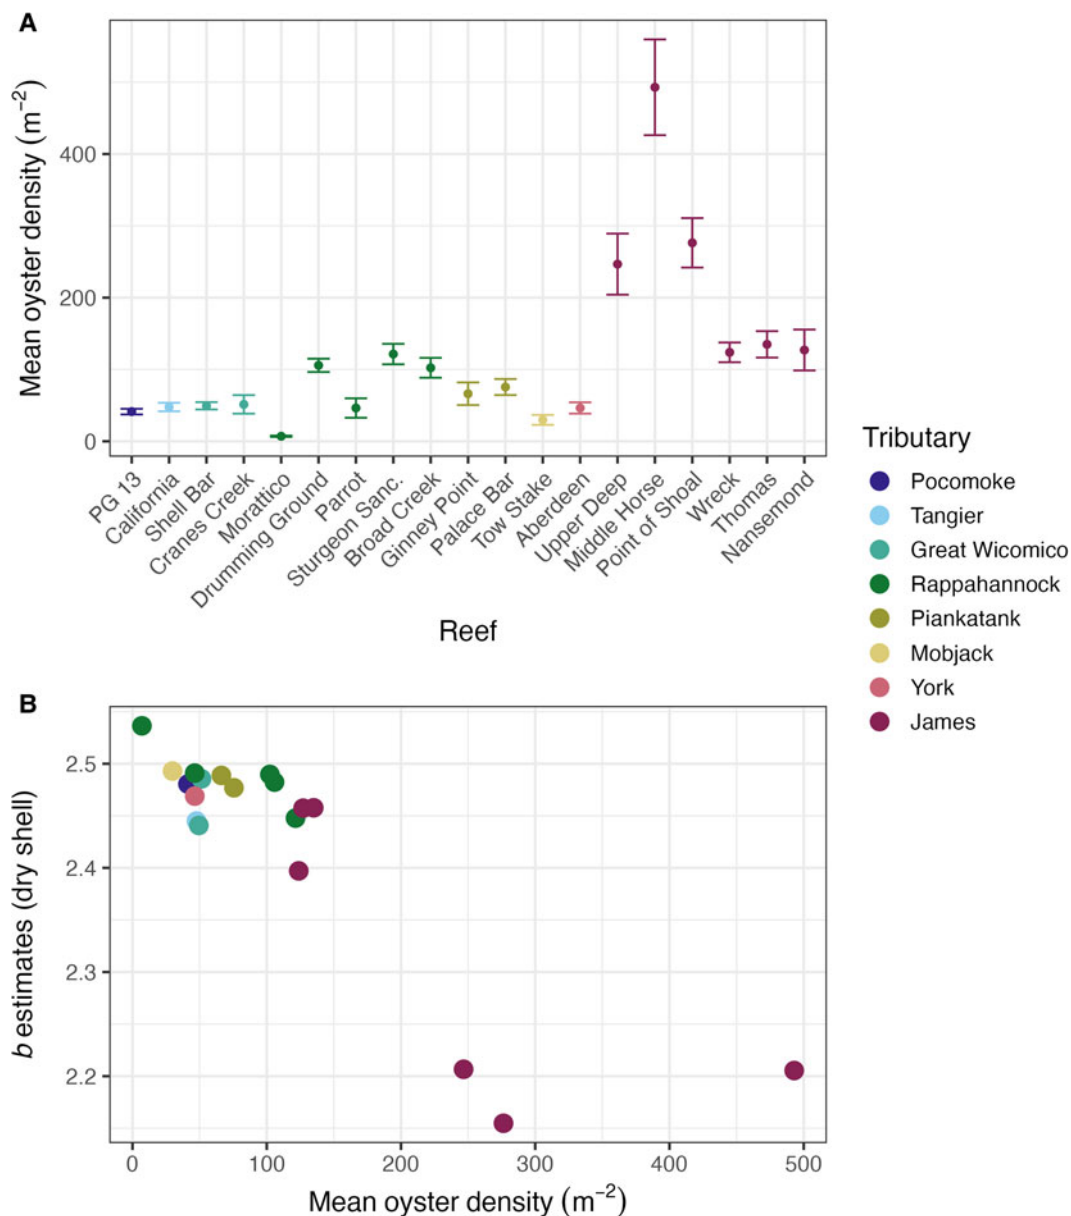 A
Mean oyster density (m⁻²)
400
200
0
PG 13
California
Shell Bar
Cranes Creek
Morattico
Drumming Ground
Parrot
Sturgeon Sanc.
Broad Creek
Ginney Point
Palace Bar
Tow Stake
Aberdeen
Upper Deep
Middle Horse
Point of Shoal
Wreck
Thomas
Nansemond
Reef
Tributary
Pocomoke
Tangier
Great Wicomico
Rappahannock
Piankatank
Mobjack
York
James
B
b estimates (dry shell)
2.5
2.4
2.3
2.2
0 100 200 300 400 500
Mean oyster density (m⁻²)